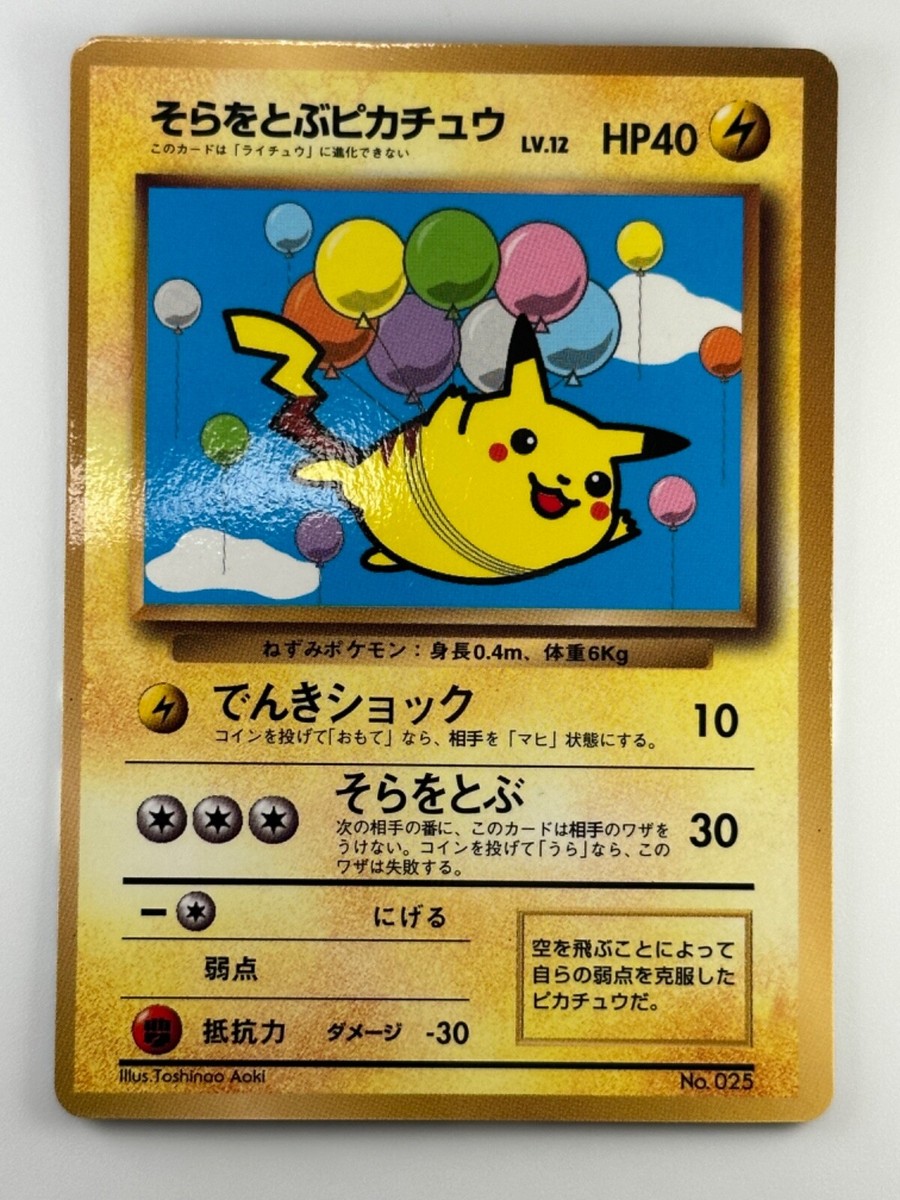 そらをとぶピカチュウ LV.12 HP40
このカードは「ライチュウ」に進化できない
ねずみポケモン：身長0.4m、体重6Kg
でんきショック 10
コインを投げて「おもて」なら、相手を「マヒ」状態にする。
そらをとぶ 30
次の相手の番に、このカードは相手のワザを
うけない。コインを投げて「うら」なら、この
ワザは失敗する。
にげる
弱点
抵抗力 ダメージ -30
空を飛ぶことによって
自らの弱点を克服した
ピカチュウだ。
Illus.Toshinao Aoki No. 025